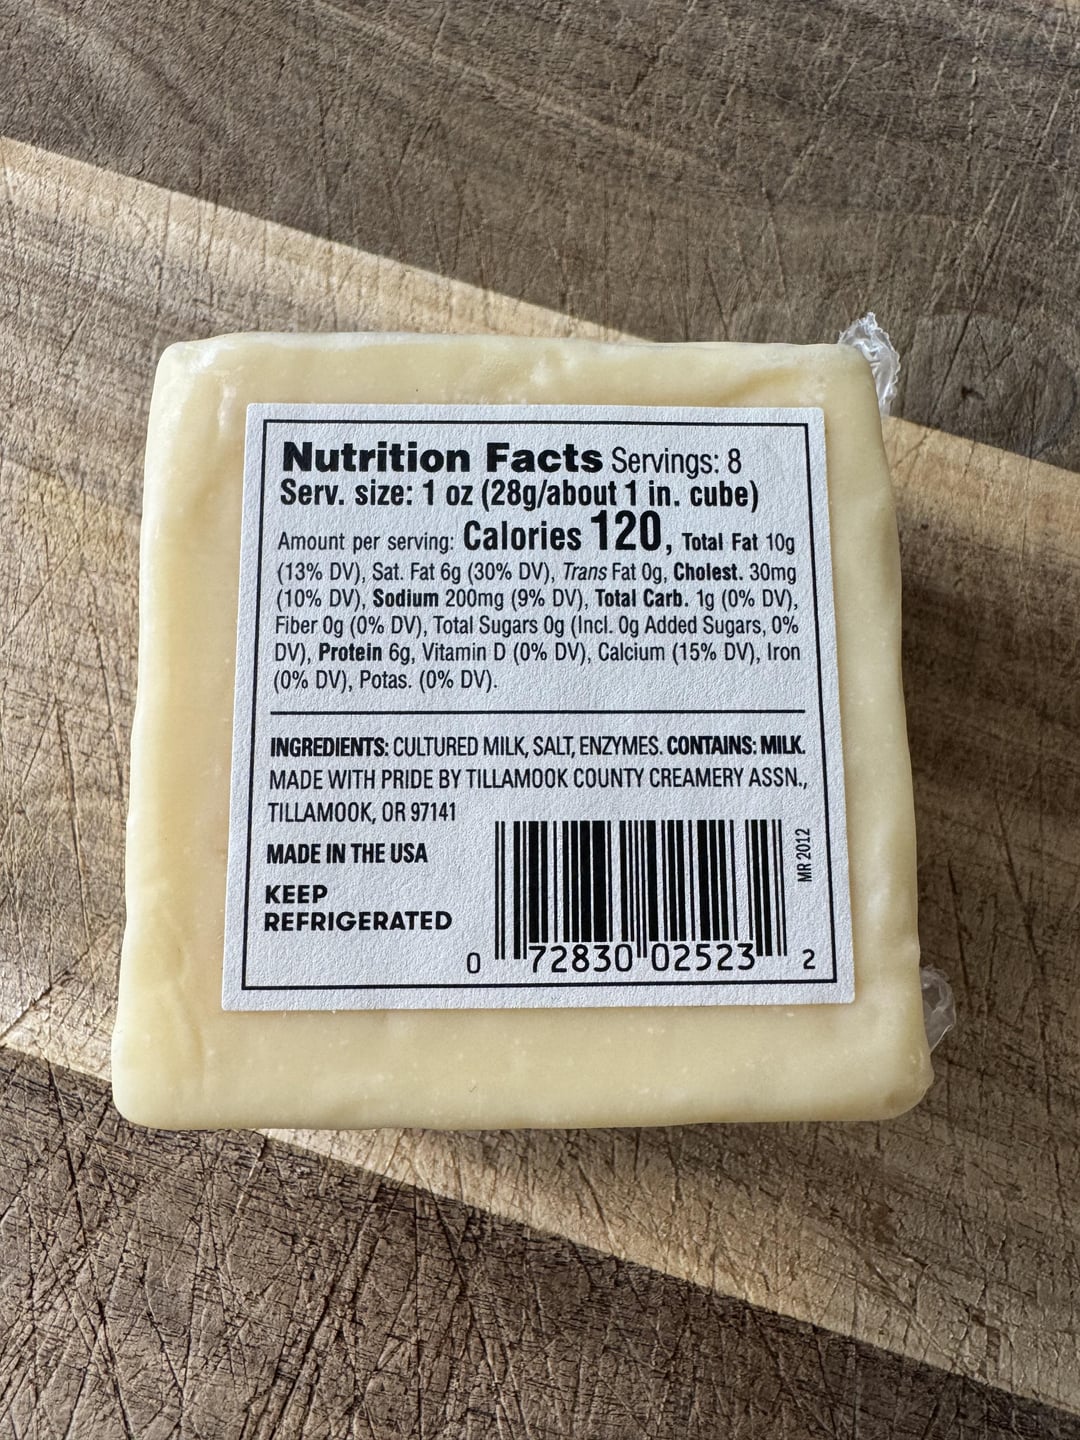 Nutrition Facts Servings: 8
Serv. size: 1 oz (28g/about 1 in. cube)
Amount per serving: Calories 120, Total Fat 10g
(13% DV), Sat. Fat 6g (30% DV), Trans Fat 0g, Cholest. 30mg
(10% DV), Sodium 200mg (9% DV), Total Carb. 1g (0% DV),
Fiber 0g (0% DV), Total Sugars 0g (Incl. 0g Added Sugars, 0%
DV), Protein 6g, Vitamin D (0% DV), Calcium (15% DV), Iron
(0% DV), Potas. (0% DV).
INGREDIENTS: CULTURED MILK, SALT, ENZYMES. CONTAINS: MILK.
MADE WITH PRIDE BY TILLAMOOK COUNTY CREAMERY ASSN.,
TILLAMOOK, OR 97141
MADE IN THE USA
KEEP
REFRIGERATED
0 72830 02523 2
MR 2012